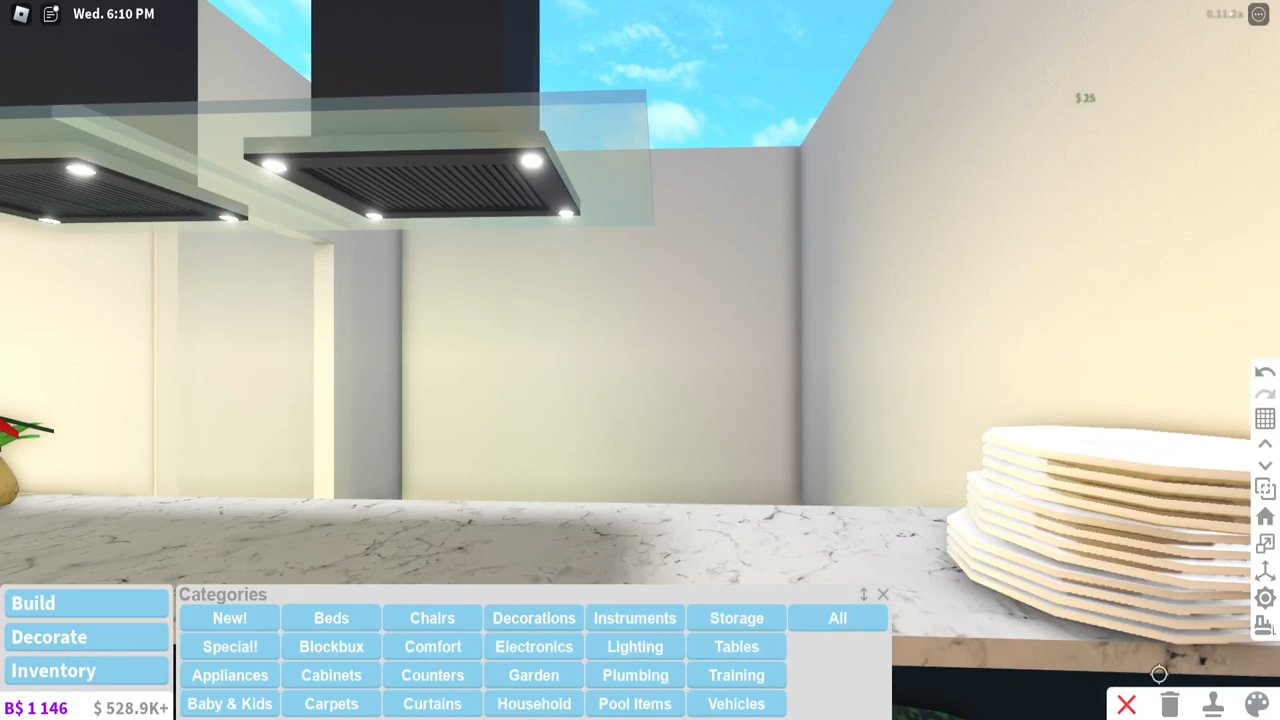 Wed. 6:10 PM
$ 25
Categories
Build
Decorate
Inventory
New! Beds Chairs Decorations Instruments Storage All
Special! Blockbux Comfort Electronics Lighting Tables
Appliances Cabinets Counters Garden Plumbing Training
Baby & Kids Carpets Curtains Household Pool Items Vehicles
B$ 1 146 $ 528.9K+